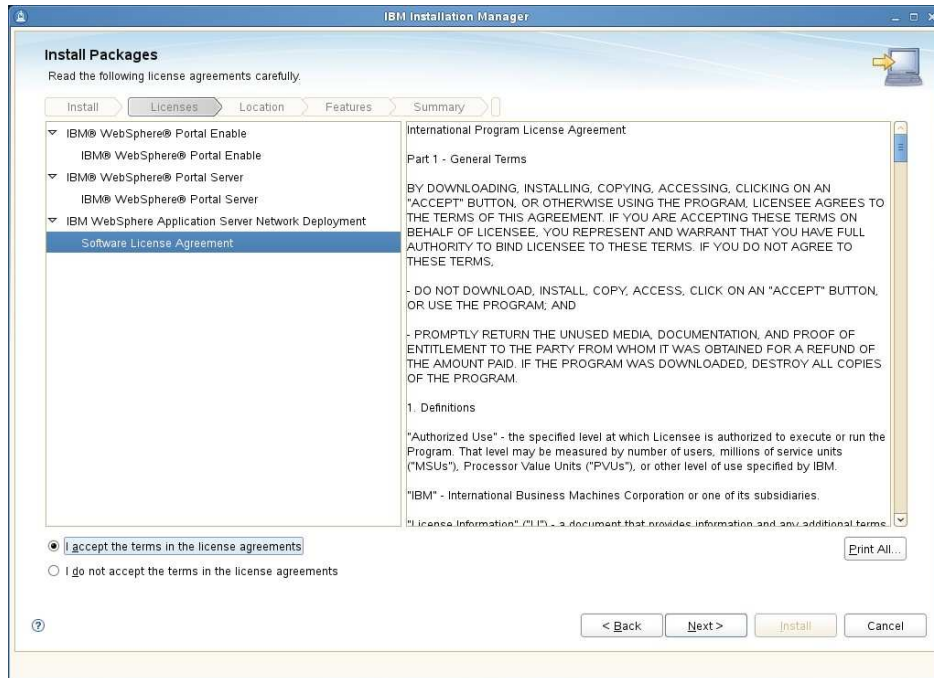 IBM Installation Manager
Install Packages
Read the following license agreements carefully.
Install
Licenses
Location
Features
Summary
IBM® WebSphere® Portal Enable
IBM® WebSphere® Portal Enable
IBM® WebSphere® Portal Server
IBM® WebSphere® Portal Server
IBM WebSphere Application Server Network Deployment
Software License Agreement
International Program License Agreement
Part 1 - General Terms
BY DOWNLOADING, INSTALLING, COPYING, ACCESSING, CLICKING ON AN
"ACCEPT" BUTTON, OR OTHERWISE USING THE PROGRAM, LICENSEE AGREES TO
THE TERMS OF THIS AGREEMENT. IF YOU ARE ACCEPTING THESE TERMS ON
BEHALF OF LICENSEE, YOU REPRESENT AND WARRANT THAT YOU HAVE FULL
AUTHORITY TO BIND LICENSEE TO THESE TERMS. IF YOU DO NOT AGREE TO
THESE TERMS,
- DO NOT DOWNLOAD, INSTALL, COPY, ACCESS, CLICK ON AN "ACCEPT" BUTTON,
OR USE THE PROGRAM; AND
- PROMPTLY RETURN THE UNUSED MEDIA, DOCUMENTATION, AND PROOF OF
ENTITLEMENT TO THE PARTY FROM WHOM IT WAS OBTAINED FOR A REFUND OF
THE AMOUNT PAID. IF THE PROGRAM WAS DOWNLOADED, DESTROY ALL COPIES
OF THE PROGRAM.
1. Definitions
"Authorized Use" - the specified level at which Licensee is authorized to execute or run the
Program. That level may be measured by number of users, millions of service units
("MSUs"), Processor Value Units ("PVUs"), or other level of use specified by IBM.
"IBM" - International Business Machines Corporation or one of its subsidiaries.
"License Information" ("LI") - a document that provides information and any additional terms
I accept the terms in the license agreements
Print All...
I do not accept the terms in the license agreements
?
< Back
Next >
Install
Cancel